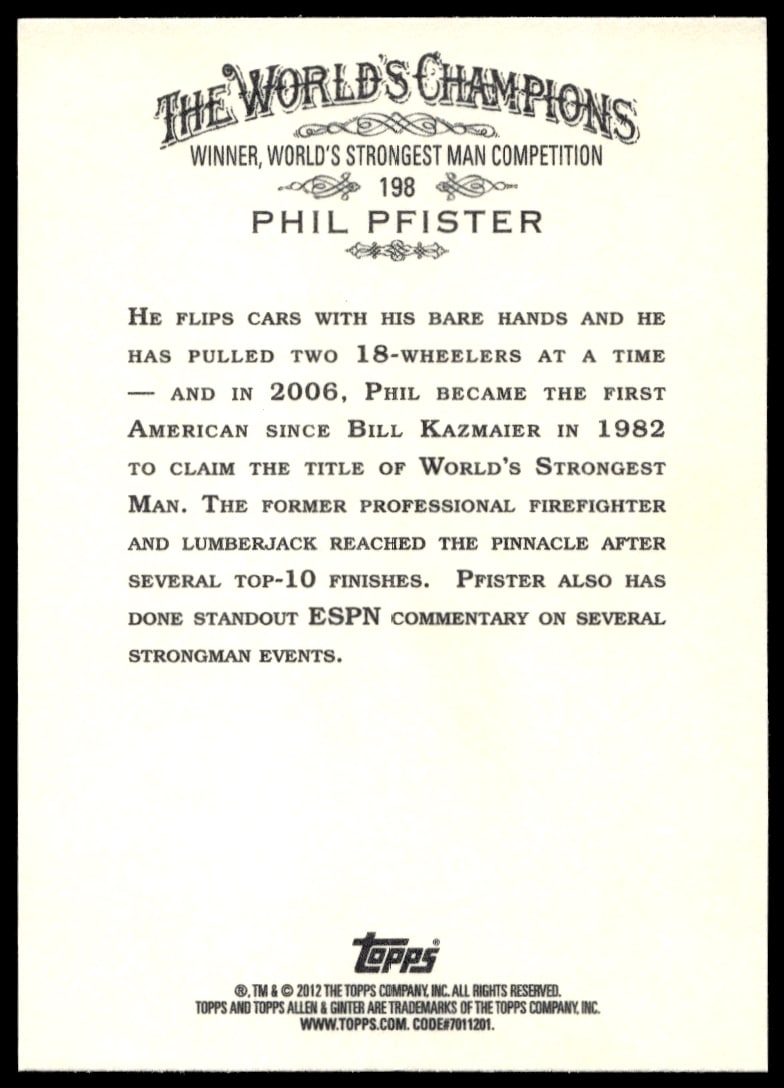 THE WORLD'S CHAMPIONS
WINNER, WORLD'S STRONGEST MAN COMPETITION
198
PHIL PFISTER
HE FLIPS CARS WITH HIS BARE HANDS AND HE
HAS PULLED TWO 18-WHEELERS AT A TIME
— AND IN 2006, PHIL BECAME THE FIRST
AMERICAN SINCE BILL KAZMAIER IN 1982
TO CLAIM THE TITLE OF WORLD'S STRONGEST
MAN. THE FORMER PROFESSIONAL FIREFIGHTER
AND LUMBERJACK REACHED THE PINNACLE AFTER
SEVERAL TOP-10 FINISHES. PFISTER ALSO HAS
DONE STANDOUT ESPN COMMENTARY ON SEVERAL
STRONGMAN EVENTS.
TOPPS®
®, TM & © 2012 THE TOPPS COMPANY, INC. ALL RIGHTS RESERVED.
TOPPS AND TOPPS ALLEN & GINTER ARE TRADEMARKS OF THE TOPPS COMPANY, INC.
WWW.TOPPS.COM. CODE#7011201.